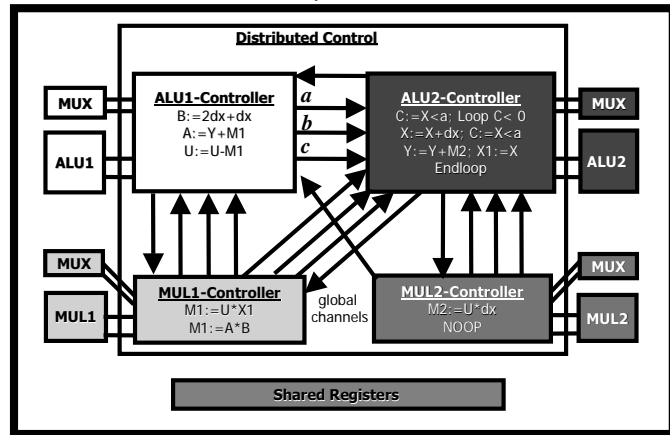 Distributed Control
MUX
ALU1
ALU1-Controller
B:=2dx+dx
A:=Y+M1
U:=U-M1
a
b
c
ALU2-Controller
C:=X<a; Loop C< 0
X:=X+dx; C:=X<a
Y:=Y+M2; X1:=X
Endloop
MUX
ALU2
MUX
MUL1
MUL1-Controller
M1:=U*X1
M1:=A*B
global
channels
MUL2-Controller
M2:=U*dx
NOOP
MUX
MUL2
Shared Registers